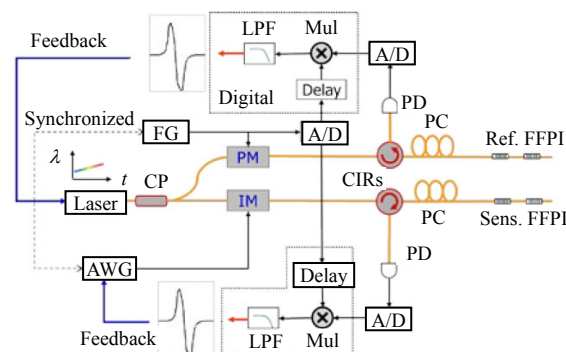 Feedback
LPF
Mul
A/D
Delay
Digital
PD
Synchronized
FG
A/D
PC
Ref. FFPI
λ
t
PM
CP
CIRs
Laser
IM
PC
Sens. FFPI
AWG
PD
Delay
Feedback
LPF
Mul
A/D